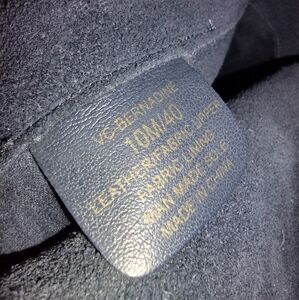 VC-BERNADINE
10M/40
LEATHER/FABRIC UPPER
FABRIC LINING
MAN MADE SOLE
MADE IN CHINA